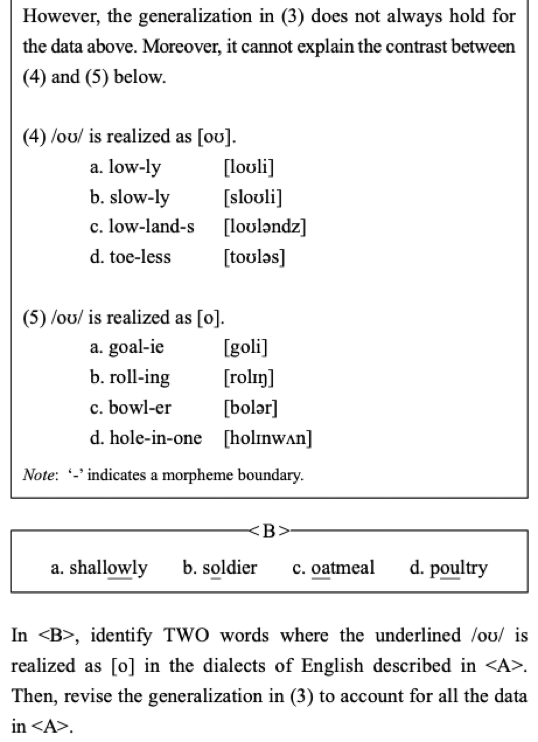 However, the generalization in (3) does not always hold for
the data above. Moreover, it cannot explain the contrast between
(4) and (5) below.
(4) /oʊ/ is realized as [oʊ].
a. low-ly [loʊli]
b. slow-ly [sloʊli]
c. low-land-s [loʊləndz]
d. toe-less [toʊləs]
(5) /oʊ/ is realized as [o].
a. goal-ie [goli]
b. roll-ing [rolɪŋ]
c. bowl-er [bolər]
d. hole-in-one [holɪnwʌn]
Note: ‘-’ indicates a morpheme boundary.
<B>
a. shallowly b. soldier c. oatmeal d. poultry
In <B>, identify TWO words where the underlined /oʊ/ is
realized as [o] in the dialects of English described in <A>.
Then, revise the generalization in (3) to account for all the data
in <A>.